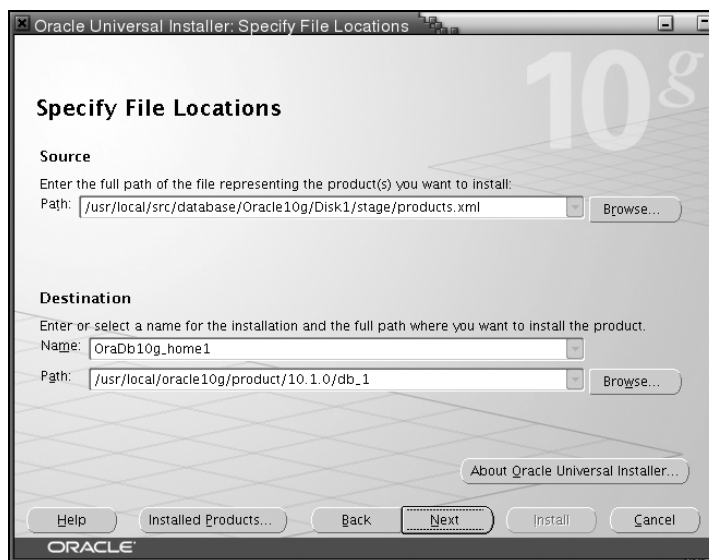 Oracle Universal Installer: Specify File Locations
10g
Specify File Locations
Source
Enter the full path of the file representing the product(s) you want to install:
Path: /usr/local/src/database/Oracle10g/Disk1/stage/products.xml Browse...
Destination
Enter or select a name for the installation and the full path where you want to install the product.
Name: OraDb10g_home1
Path: /usr/local/oracle10g/product/10.1.0/db_1 Browse...
About Oracle Universal Installer...
Help Installed Products... Back Next Install Cancel
ORACLE